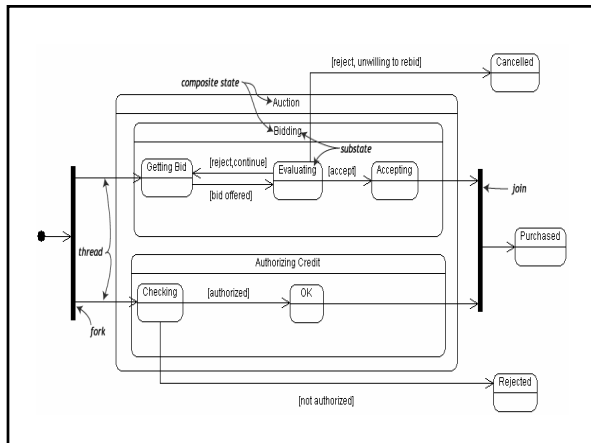 [reject, unwilling to rebid]
Cancelled
composite state
Auction
Bidding
substate
Getting Bid
[reject,continue]
Evaluating
[accept]
Accepting
[bid offered]
join
thread
Purchased
Authorizing Credit
Checking
[authorized]
OK
fork
Rejected
[not authorized]